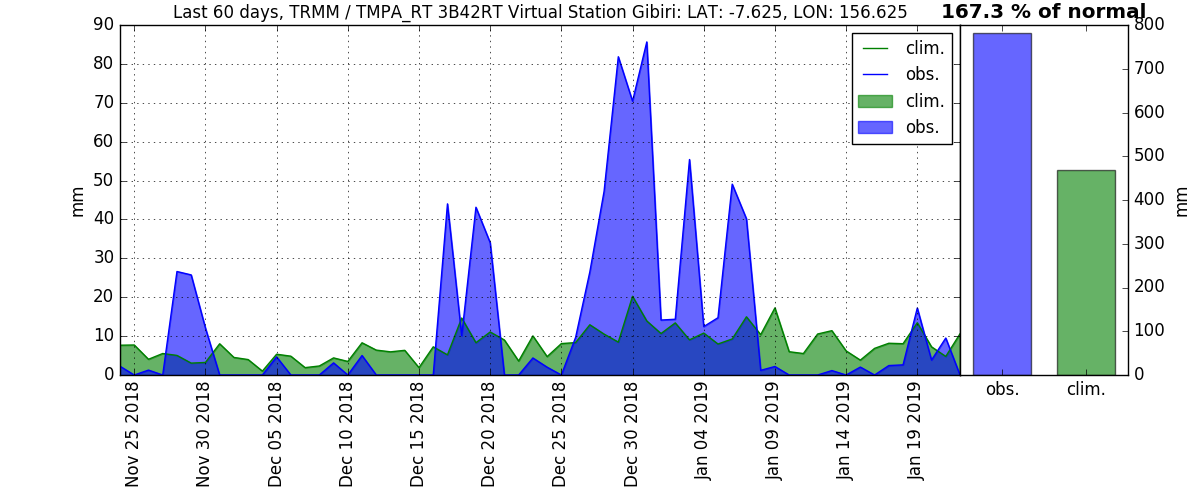 Last 60 days, TRMM / TMPA_RT 3B42RT Virtual Station Gibiri: LAT: -7.625, LON: 156.625
167.3 % of normal
90
80
70
60
50
40
30
20
10
0
mm
clim.
obs.
clim.
obs.
800
700
600
500
400
300
200
100
0
mm
obs.
clim.
Nov 25 2018
Nov 30 2018
Dec 05 2018
Dec 10 2018
Dec 15 2018
Dec 20 2018
Dec 25 2018
Dec 30 2018
Jan 04 2019
Jan 09 2019
Jan 14 2019
Jan 19 2019